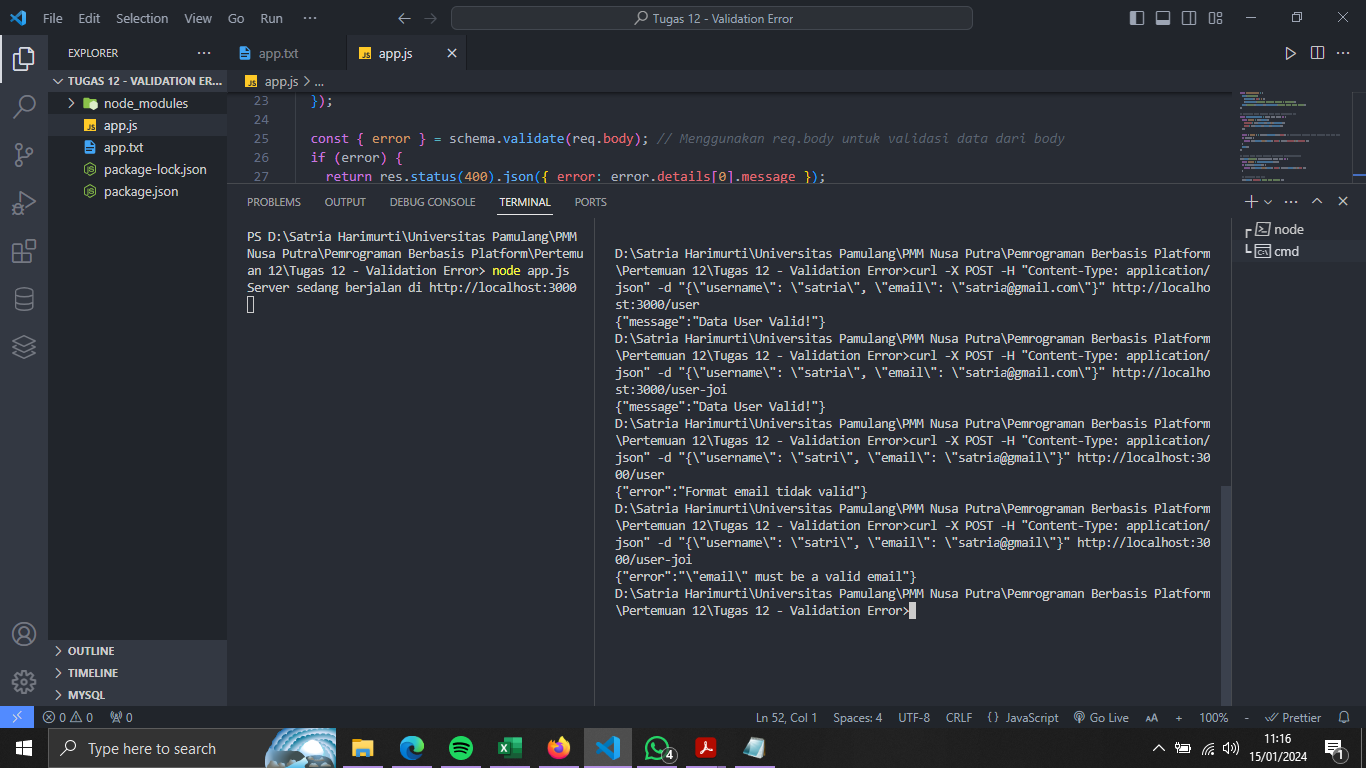 File Edit Selection View Go Run ···
Tugas 12 - Validation Error
EXPLORER
TUGAS 12 - VALIDATION ER...
node_modules
app.js
app.txt
package-lock.json
package.json
OUTLINE
TIMELINE
MYSQL
app.txt
app.js
app.js > ...
23 });
24
25 const { error } = schema.validate(req.body); // Menggunakan req.body untuk validasi data dari body
26 if (error) {
27 return res.status(400).json({ error: error.details[0].message });
PROBLEMS OUTPUT DEBUG CONSOLE TERMINAL PORTS
PS D:\Satria Harimurti\Universitas Pamulang\PMM
Nusa Putra\Pemrograman Berbasis Platform\Pertemu
an 12\Tugas 12 - Validation Error> node app.js
Server sedang berjalan di http://localhost:3000
D:\Satria Harimurti\Universitas Pamulang\PMM Nusa Putra\Pemrograman Berbasis Platform
\Pertemuan 12\Tugas 12 - Validation Error>curl -X POST -H "Content-Type: application/
json" -d "{\"username\": \"satria\", \"email\": \"satria@gmail.com\"}" http://localho
st:3000/user
{"message":"Data User Valid!"}
D:\Satria Harimurti\Universitas Pamulang\PMM Nusa Putra\Pemrograman Berbasis Platform
\Pertemuan 12\Tugas 12 - Validation Error>curl -X POST -H "Content-Type: application/
json" -d "{\"username\": \"satria\", \"email\": \"satria@gmail.com\"}" http://localho
st:3000/user-joi
{"message":"Data User Valid!"}
D:\Satria Harimurti\Universitas Pamulang\PMM Nusa Putra\Pemrograman Berbasis Platform
\Pertemuan 12\Tugas 12 - Validation Error>curl -X POST -H "Content-Type: application/
json" -d "{\"username\": \"satri\", \"email\": \"satria@gmail\"}" http://localhost:30
00/user
{"error":"Format email tidak valid"}
D:\Satria Harimurti\Universitas Pamulang\PMM Nusa Putra\Pemrograman Berbasis Platform
\Pertemuan 12\Tugas 12 - Validation Error>curl -X POST -H "Content-Type: application/
json" -d "{\"username\": \"satri\", \"email\": \"satria@gmail\"}" http://localhost:30
00/user-joi
{"error":"\"email\" must be a valid email"}
D:\Satria Harimurti\Universitas Pamulang\PMM Nusa Putra\Pemrograman Berbasis Platform
\Pertemuan 12\Tugas 12 - Validation Error>
node
cmd
0 0 0
Ln 52, Col 1 Spaces: 4 UTF-8 CRLF {} JavaScript Go Live AA + 100% - Prettier
Type here to search
4
11:16
15/01/2024
1